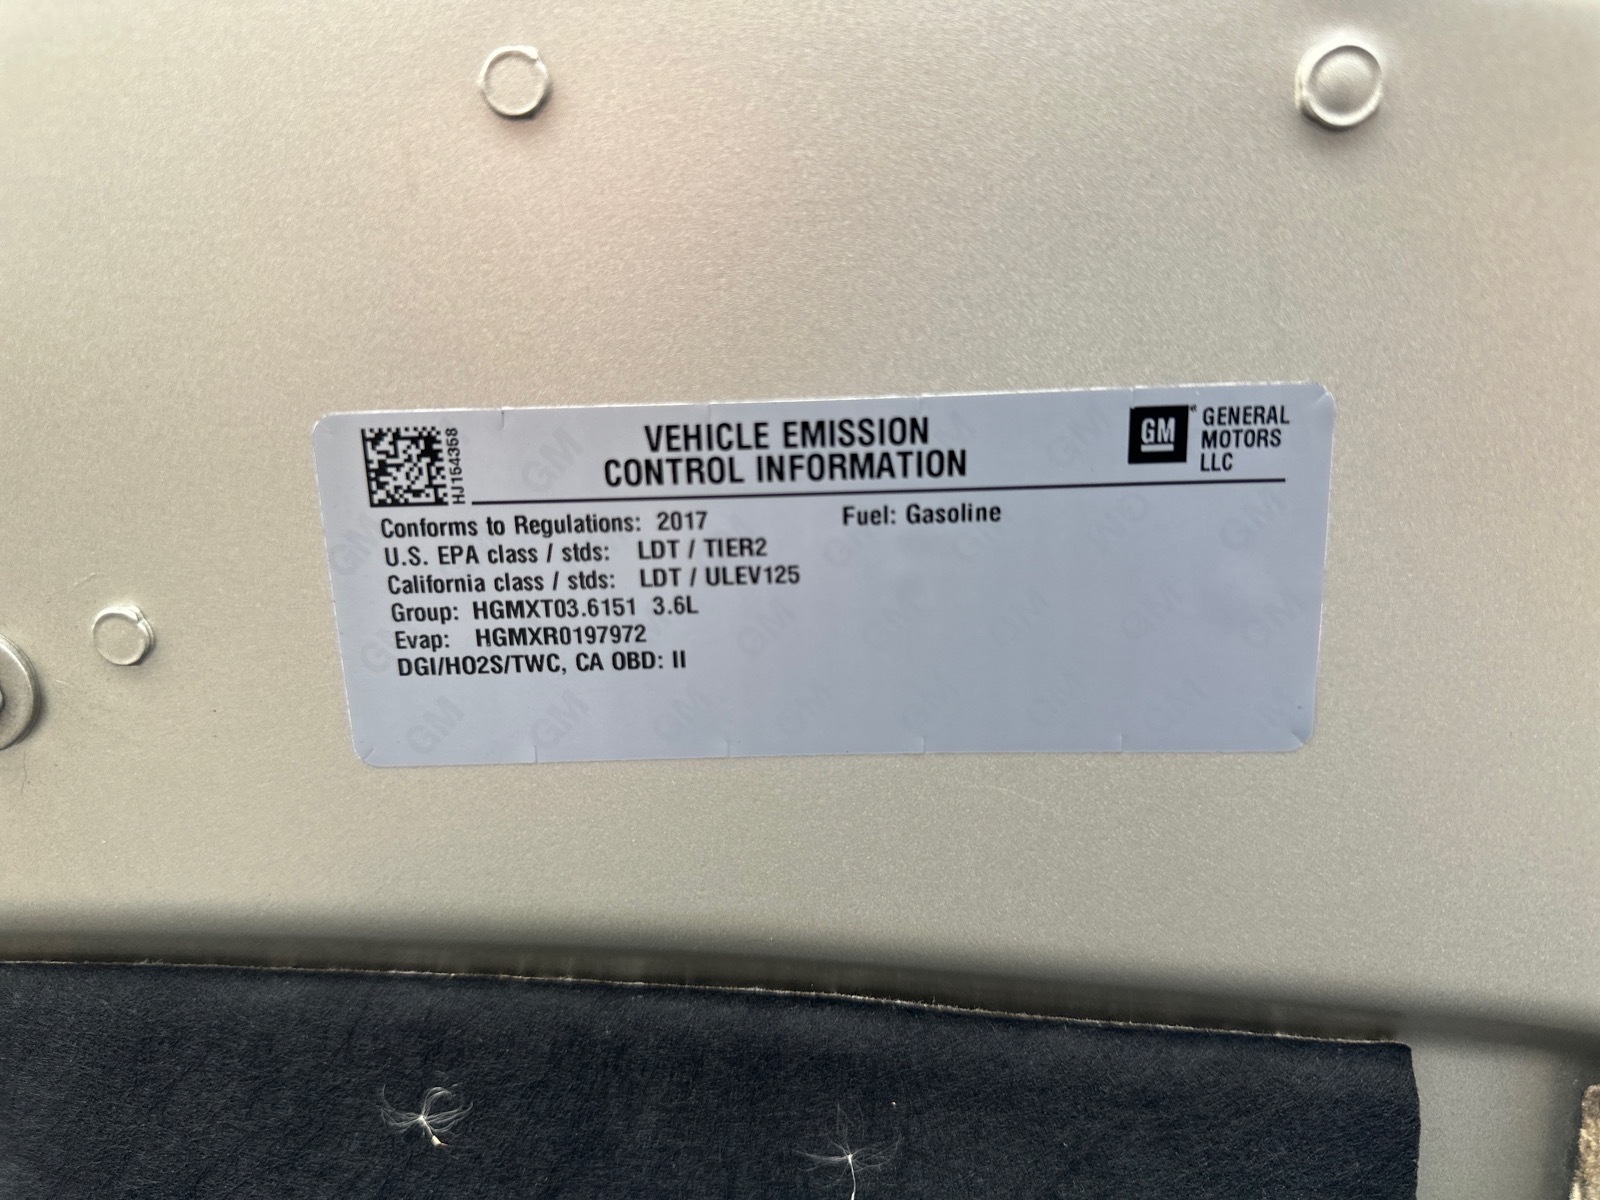 HJ164358
VEHICLE EMISSION
CONTROL INFORMATION
GM
GENERAL
MOTORS
LLC
Conforms to Regulations: 2017
Fuel: Gasoline
U.S. EPA class / stds: LDT / TIER2
California class / stds: LDT / ULEV125
Group: HGMXT03.6151 3.6L
Evap: HGMXR0197972
DGI/HO2S/TWC, CA OBD: II